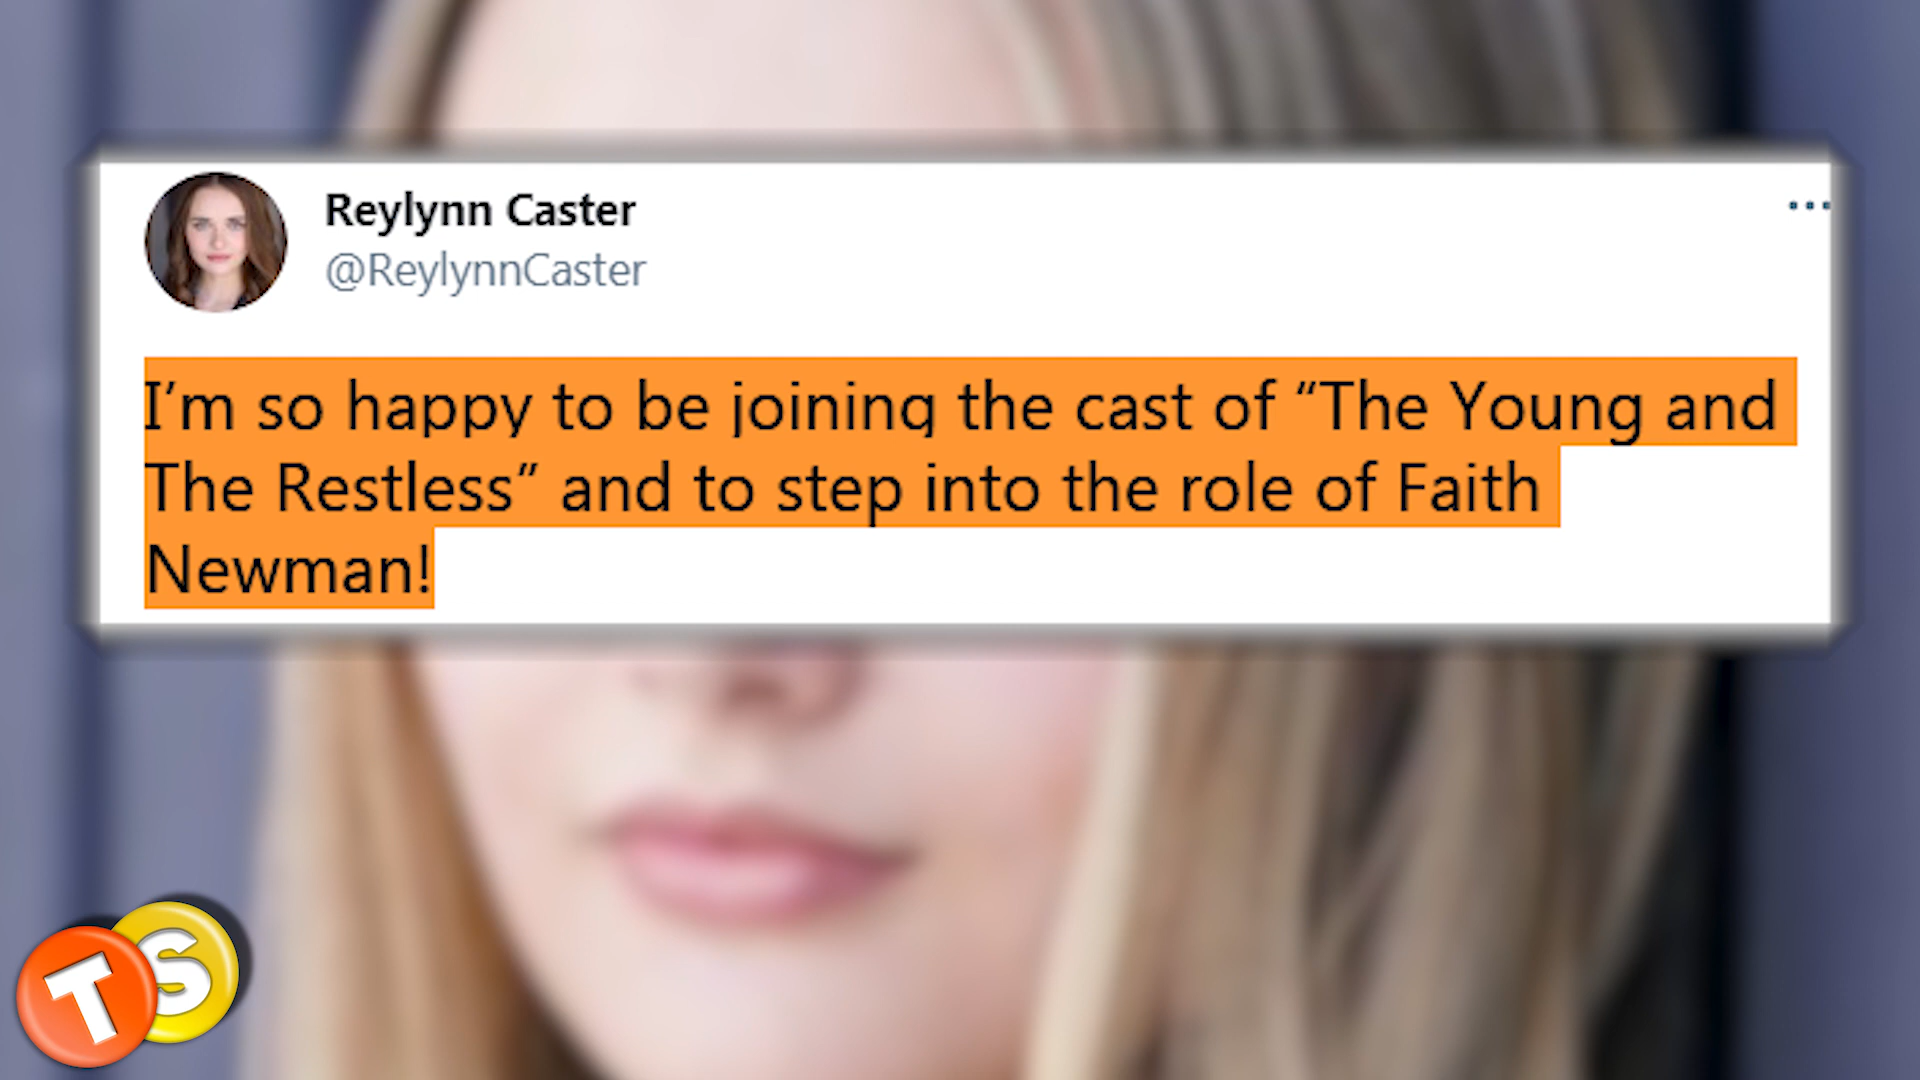 Reylynn Caster
@ReylynnCaster
I’m so happy to be joining the cast of “The Young and
The Restless” and to step into the role of Faith
Newman!
TS